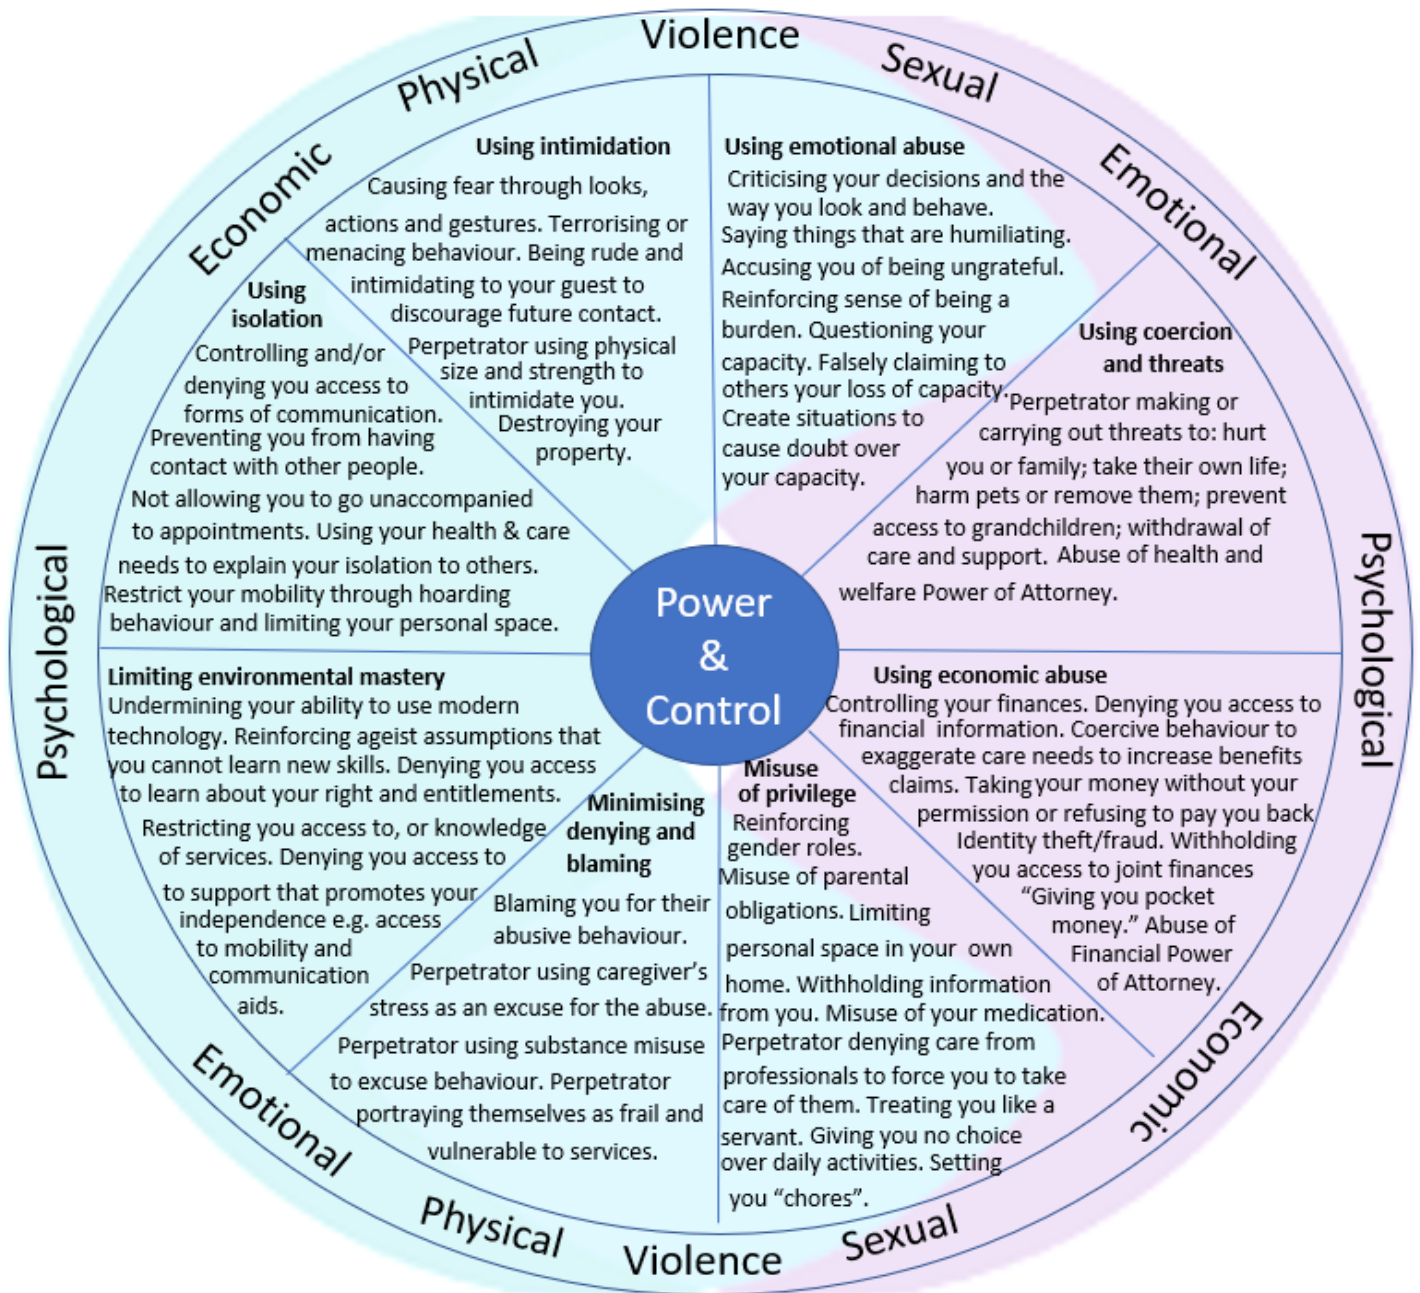 Violence
Sexual
Emotional
Psychological
Economic
Sexual
Violence
Physical
Emotional
Psychological
Economic
Physical
Using intimidation
Causing fear through looks,
actions and gestures. Terrorising or
menacing behaviour. Being rude and
intimidating to your guest to
discourage future contact.
Perpetrator using physical
size and strength to
intimidate you.
Destroying your
property.
Using emotional abuse
Criticising your decisions and the
way you look and behave.
Saying things that are humiliating.
Accusing you of being ungrateful.
Reinforcing sense of being a
burden. Questioning your
capacity. Falsely claiming to
others your loss of capacity.
Create situations to
cause doubt over
your capacity.
Using coercion
and threats
Perpetrator making or
carrying out threats to: hurt
you or family; take their own life;
harm pets or remove them; prevent
access to grandchildren; withdrawal of
care and support. Abuse of health and
welfare Power of Attorney.
Using economic abuse
Controlling your finances. Denying you access to
financial information. Coercive behaviour to
exaggerate care needs to increase benefits
claims. Taking your money without your
permission or refusing to pay you back
Identity theft/fraud. Withholding
you access to joint finances
“Giving you pocket
money.” Abuse of
Financial Power
of Attorney.
Misuse
of privilege
Reinforcing
gender roles.
Misuse of parental
obligations. Limiting
personal space in your own
home. Withholding information
from you. Misuse of your medication.
Perpetrator denying care from
professionals to force you to take
care of them. Treating you like a
servant. Giving you no choice
over daily activities. Setting
you “chores”.
Minimising
denying and
blaming
Blaming you for their
abusive behaviour.
Perpetrator using caregiver’s
stress as an excuse for the abuse.
Perpetrator using substance misuse
to excuse behaviour. Perpetrator
portraying themselves as frail and
vulnerable to services.
Limiting environmental mastery
Undermining your ability to use modern
technology. Reinforcing ageist assumptions that
you cannot learn new skills. Denying you access
to learn about your right and entitlements.
Restricting you access to, or knowledge
of services. Denying you access to
to support that promotes your
independence e.g. access
to mobility and
communication
aids.
Using
isolation
Controlling and/or
denying you access to
forms of communication.
Preventing you from having
contact with other people.
Not allowing you to go unaccompanied
to appointments. Using your health & care
needs to explain your isolation to others.
Restrict your mobility through hoarding
behaviour and limiting your personal space.
Power
&
Control